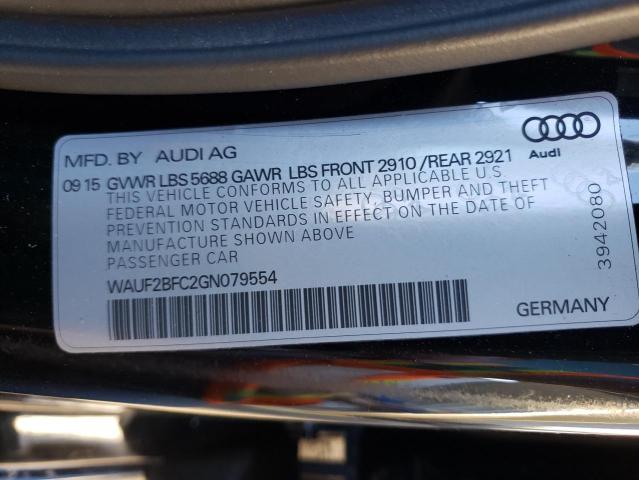 MFD. BY AUDI AG
Audi
09 15 GVWR LBS 5688 GAWR LBS FRONT 2910 /REAR 2921
THIS VEHICLE CONFORMS TO ALL APPLICABLE U.S.
FEDERAL MOTOR VEHICLE SAFETY, BUMPER AND THEFT
PREVENTION STANDARDS IN EFFECT ON THE DATE OF
MANUFACTURE SHOWN ABOVE
PASSENGER CAR
WAUF2BFC2GN079554
3942080
GERMANY